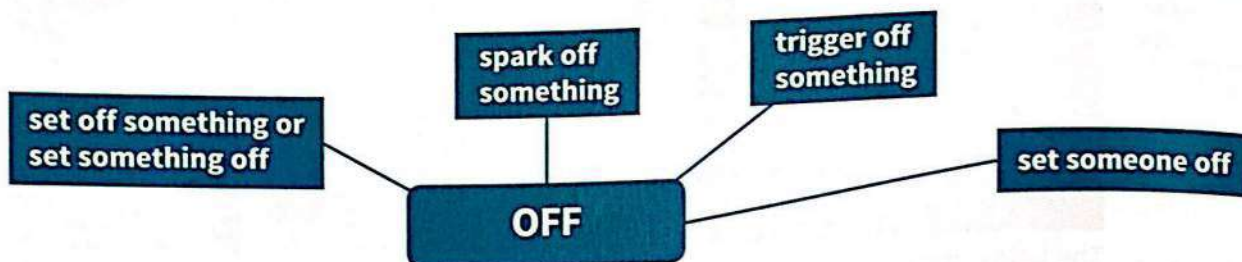 spark off
something
trigger off
something
set off something or
set something off
set someone off
OFF